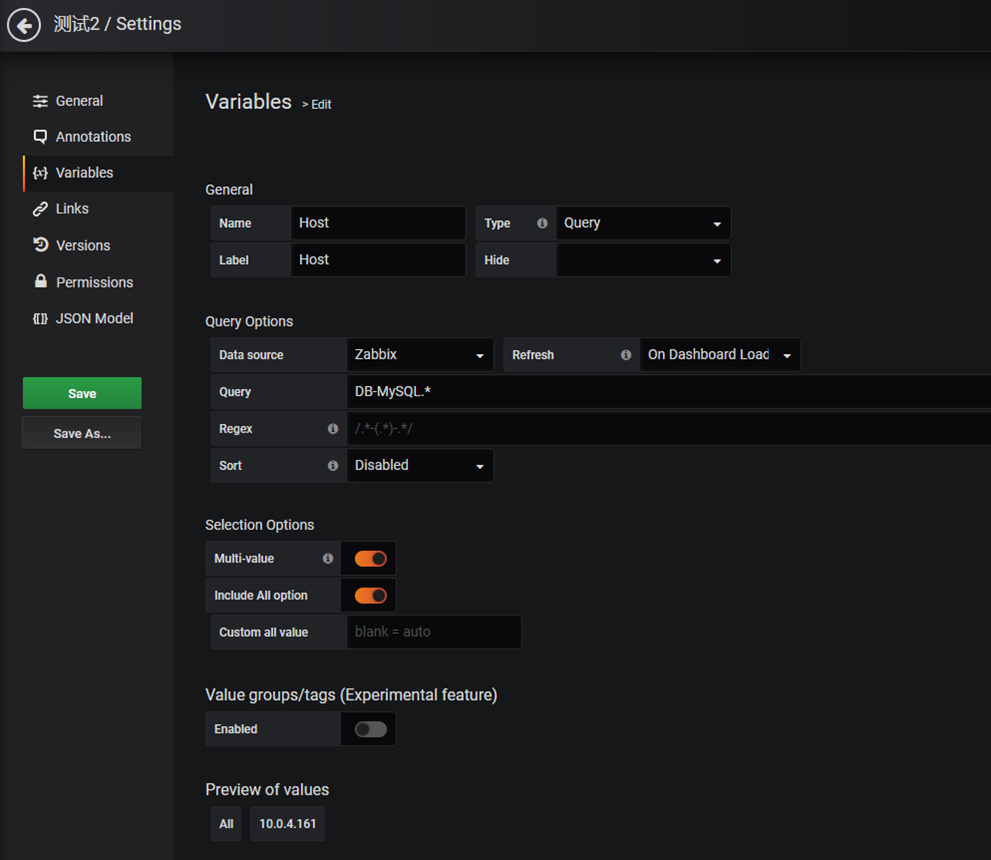 测试2 / Settings
General
Annotations
Variables
Links
Versions
Permissions
JSON Model
Save
Save As...
Variables > Edit
General
Name Host Type Query
Label Host Hide
Query Options
Data source Zabbix Refresh On Dashboard Load
Query DB-MySQL.*
Regex /.*-(.*)-.*/
Sort Disabled
Selection Options
Multi-value
Include All option
Custom all value blank = auto
Value groups/tags (Experimental feature)
Enabled
Preview of values
All 10.0.4.161